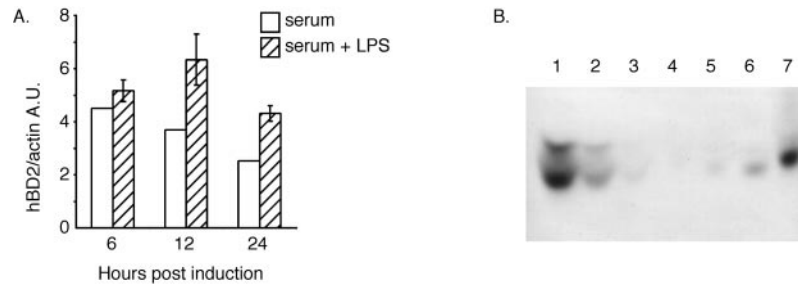 A.
8
6
4
2
0
hBD2/actin A.U.
serum
serum + LPS
6 12 24
Hours post induction
B.
1 2 3 4 5 6 7